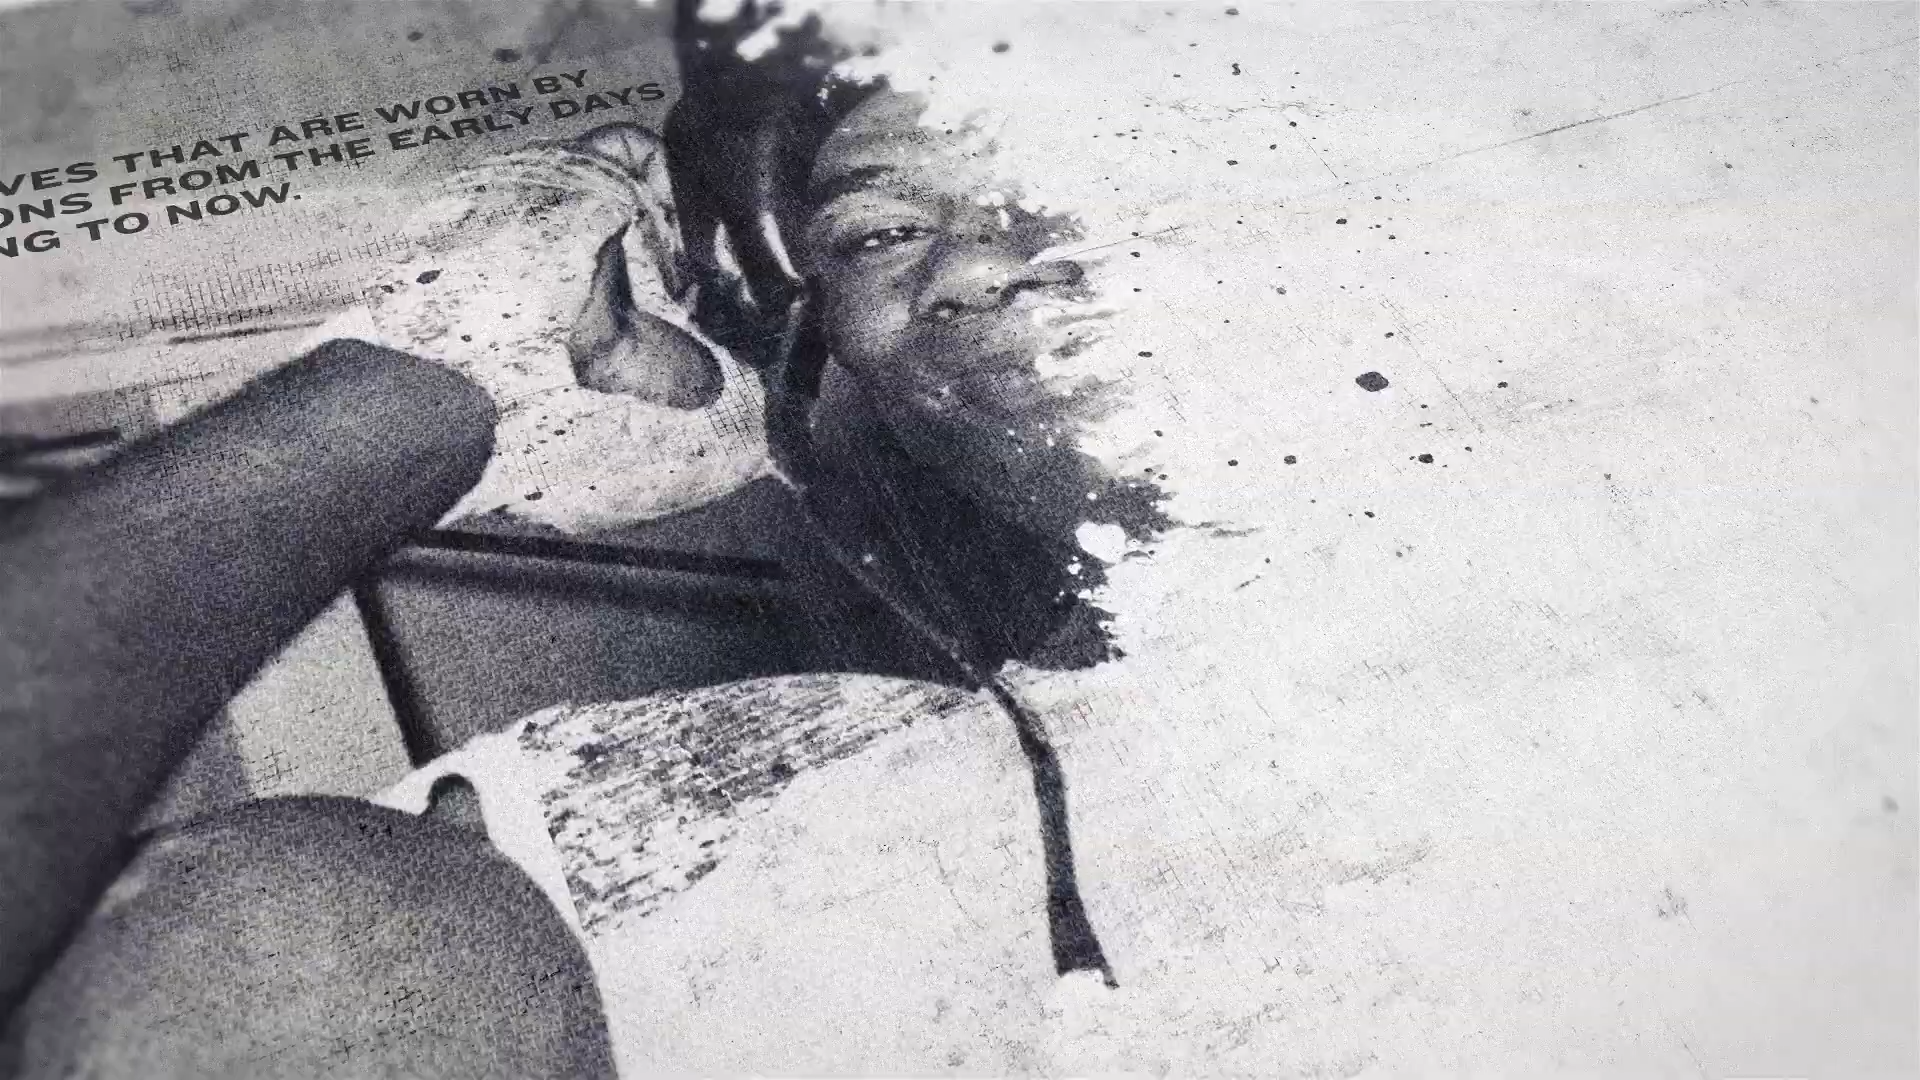 VES THAT ARE WORN BY
ONS FROM THE EARLY DAYS
NG TO NOW.